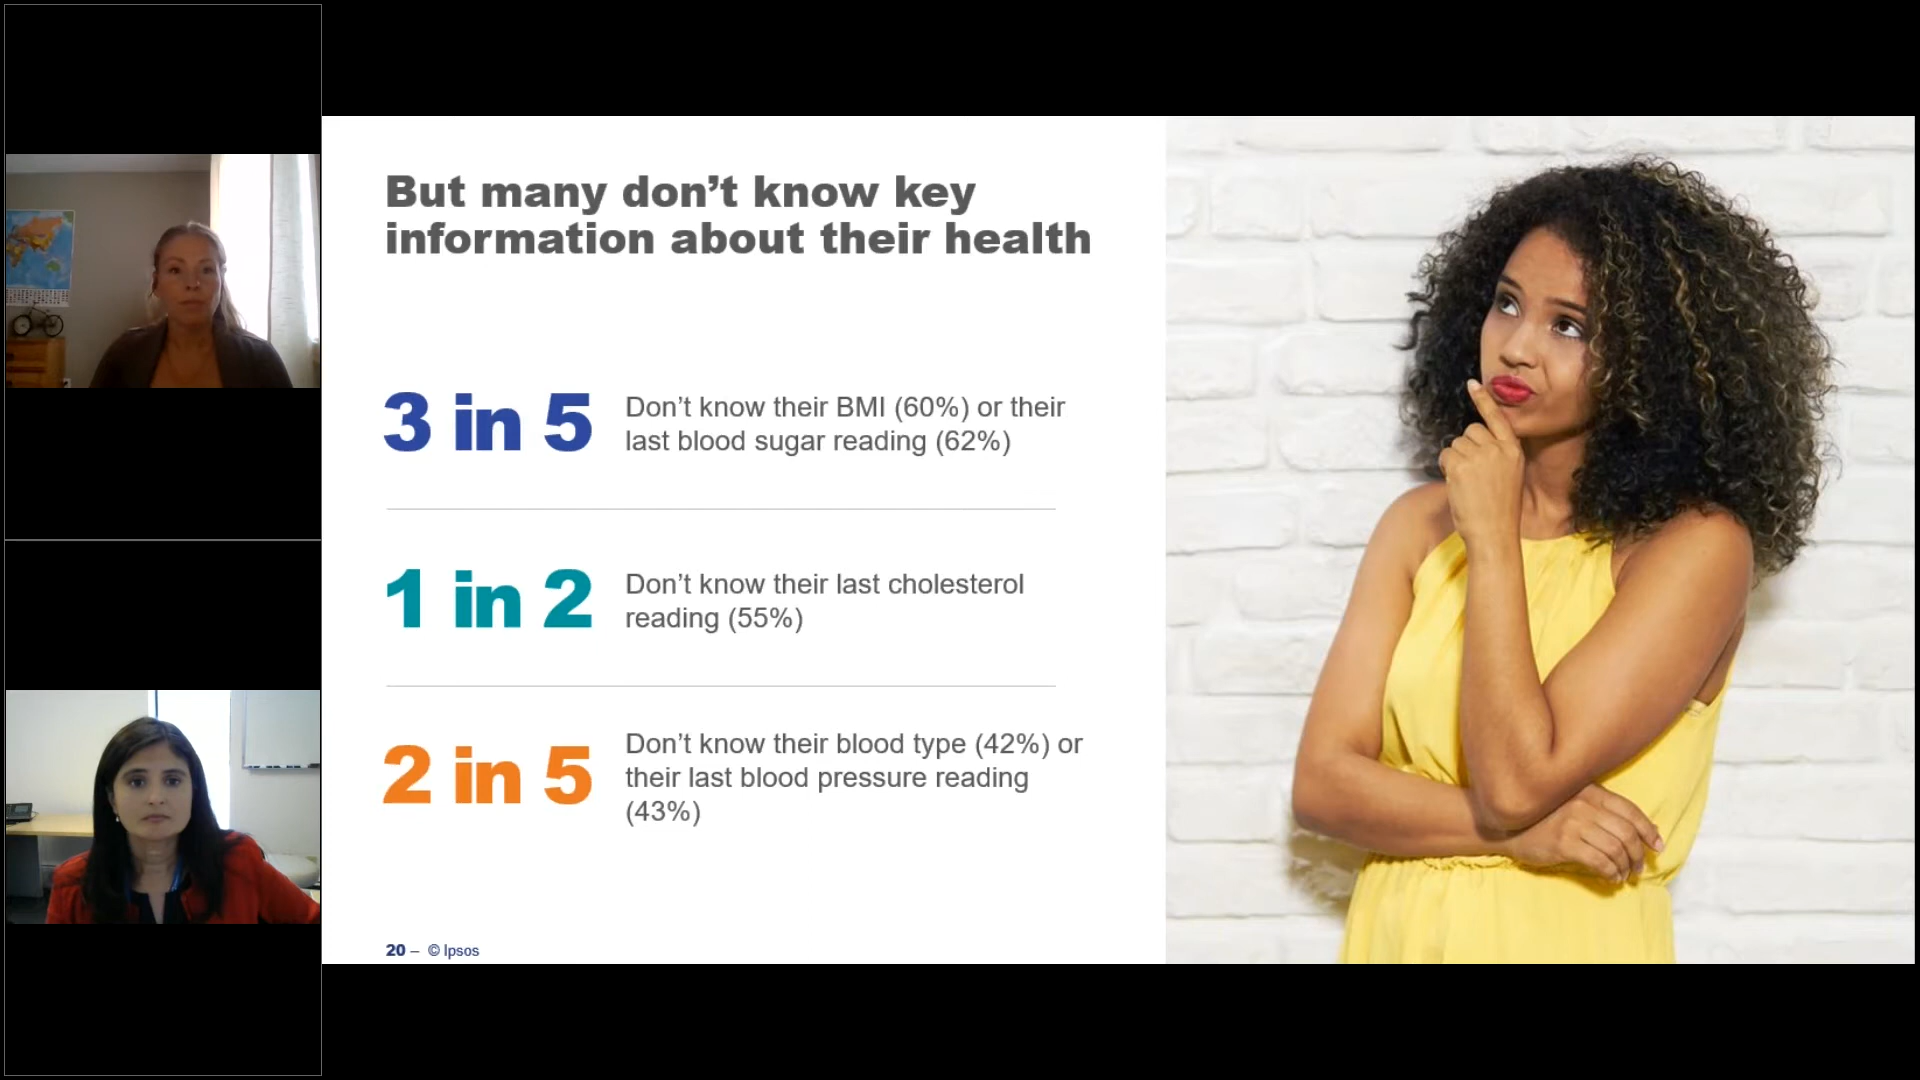 But many don’t know key
information about their health
3 in 5
Don’t know their BMI (60%) or their
last blood sugar reading (62%)
1 in 2
Don’t know their last cholesterol
reading (55%)
2 in 5
Don’t know their blood type (42%) or
their last blood pressure reading
(43%)
20 – © Ipsos